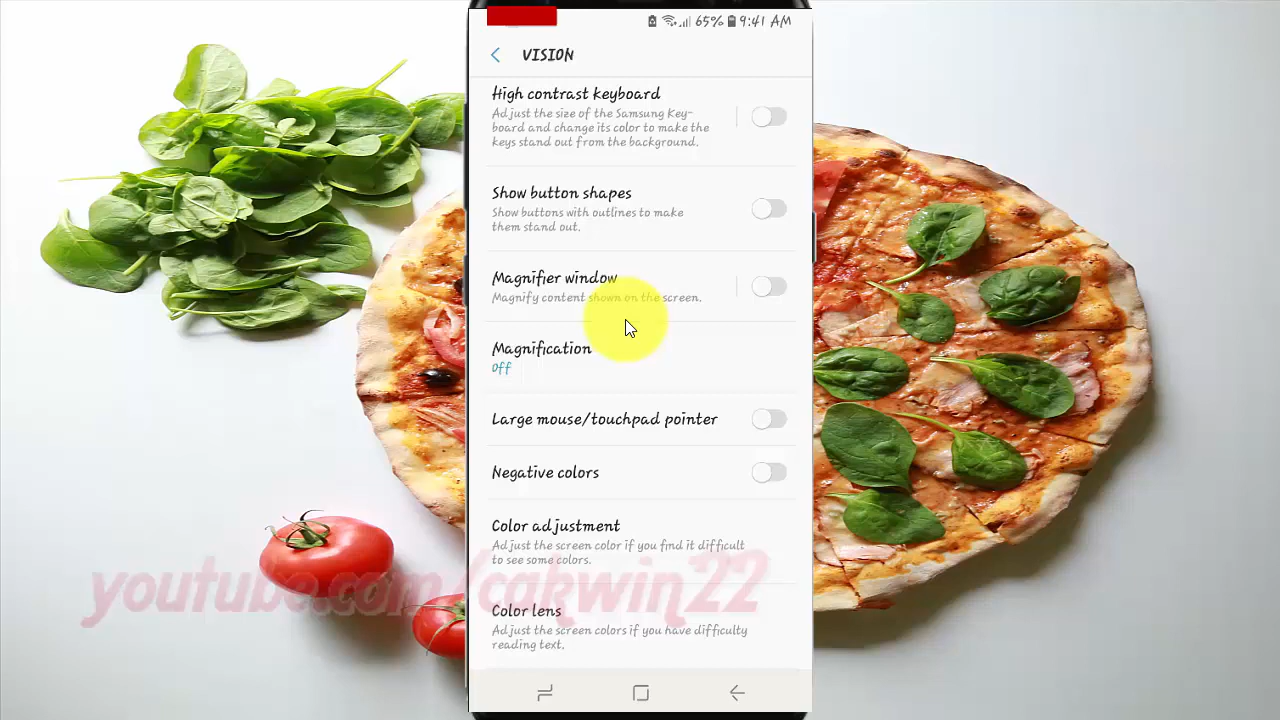 65% 9:41 AM
VISION
High contrast keyboard
Adjust the size of the Samsung Key-
board and change its color to make the
keys stand out from the background.
Show button shapes
Show buttons with outlines to make
them stand out.
Magnifier window
Magnify content shown on the screen.
Magnification
Off
Large mouse/touchpad pointer
Negative colors
Color adjustment
Adjust the screen color if you find it difficult
to see some colors.
youtube.com/cakwin22
Color lens
Adjust the screen colors if you have difficulty
reading text.